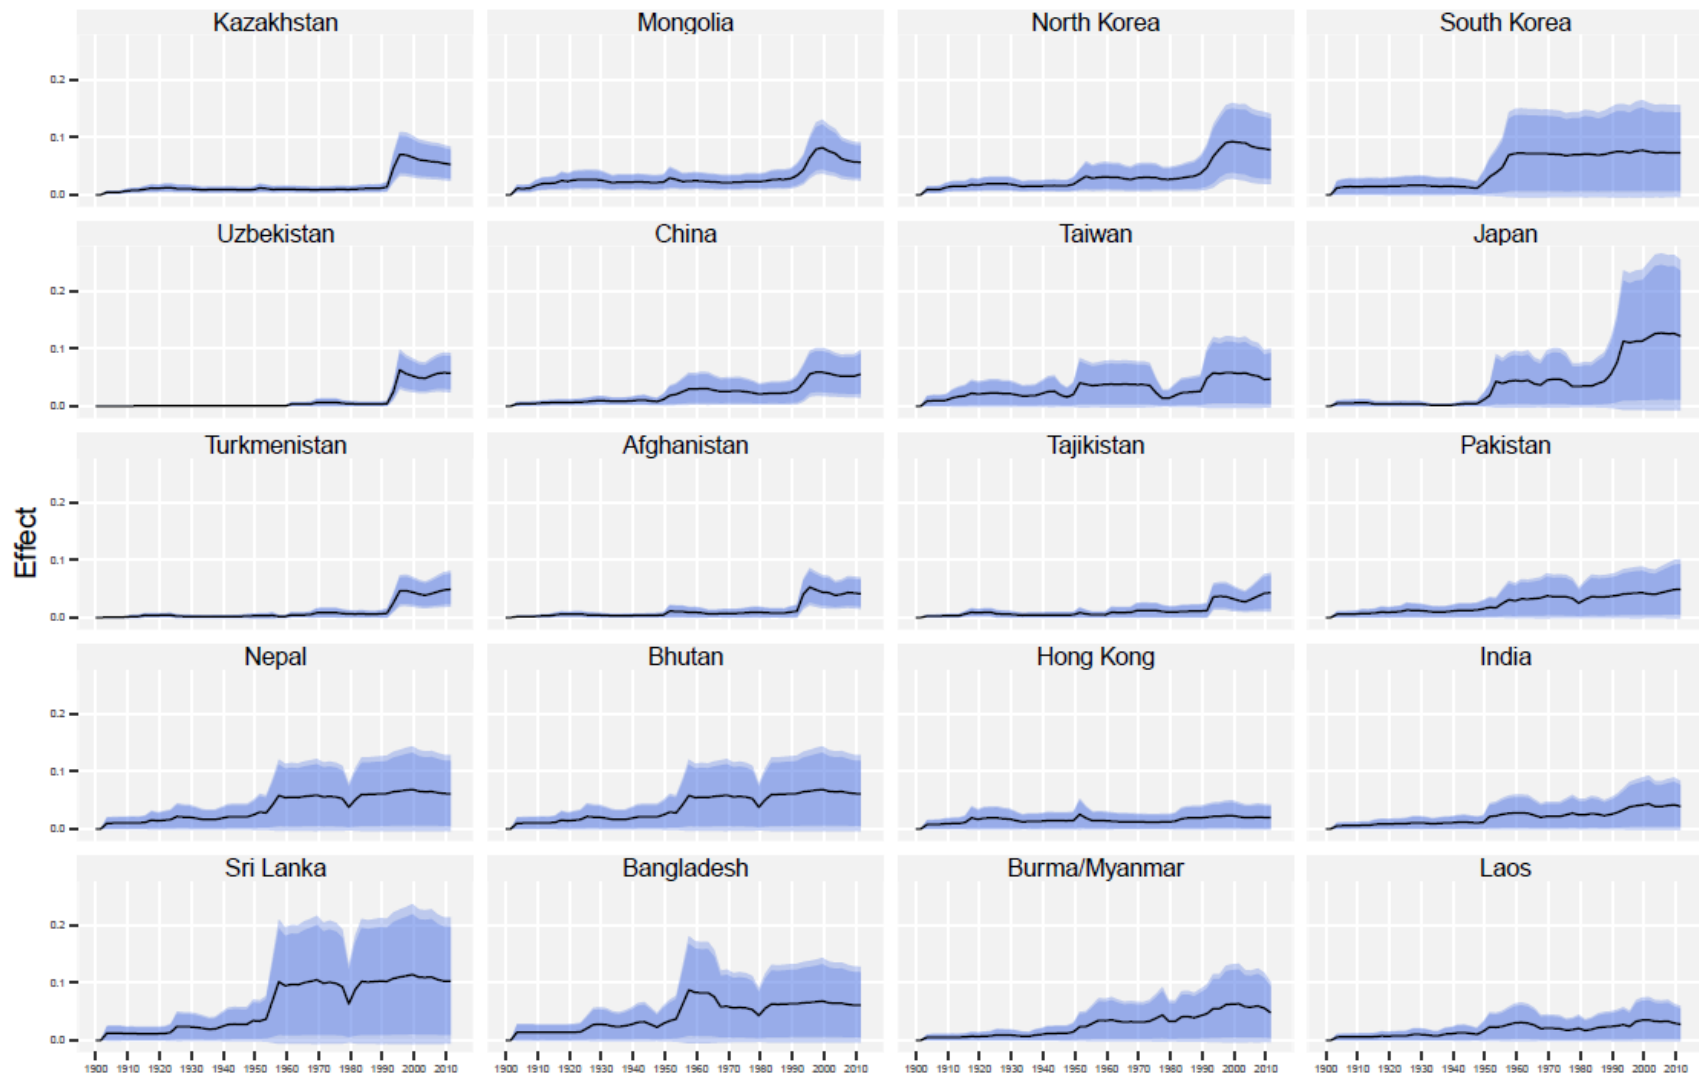 Kazakhstan Mongolia North Korea South Korea
0.2
0.1
0.0
Uzbekistan China Taiwan Japan
0.2
0.1
0.0
Turkmenistan Afghanistan Tajikistan Pakistan
Effect
0.2
0.1
0.0
Nepal Bhutan Hong Kong India
0.2
0.1
0.0
Sri Lanka Bangladesh Burma/Myanmar Laos
0.2
0.1
0.0
1900 1910 1920 1930 1940 1950 1960 1970 1980 1990 2000 2010 1900 1910 1920 1930 1940 1950 1960 1970 1980 1990 2000 2010 1900 1910 1920 1930 1940 1950 1960 1970 1980 1990 2000 2010 1900 1910 1920 1930 1940 1950 1960 1970 1980 1990 2000 2010